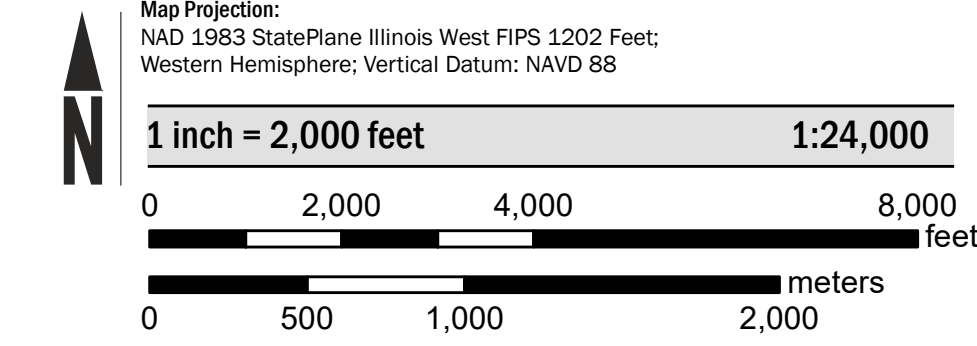 Map Projection:
NAD 1983 StatePlane Illinois West FIPS 1202 Feet;
Western Hemisphere; Vertical Datum: NAVD 88
N
1 inch = 2,000 feet 1:24,000
0 2,000 4,000 8,000
feet
meters
0 500 1,000 2,000